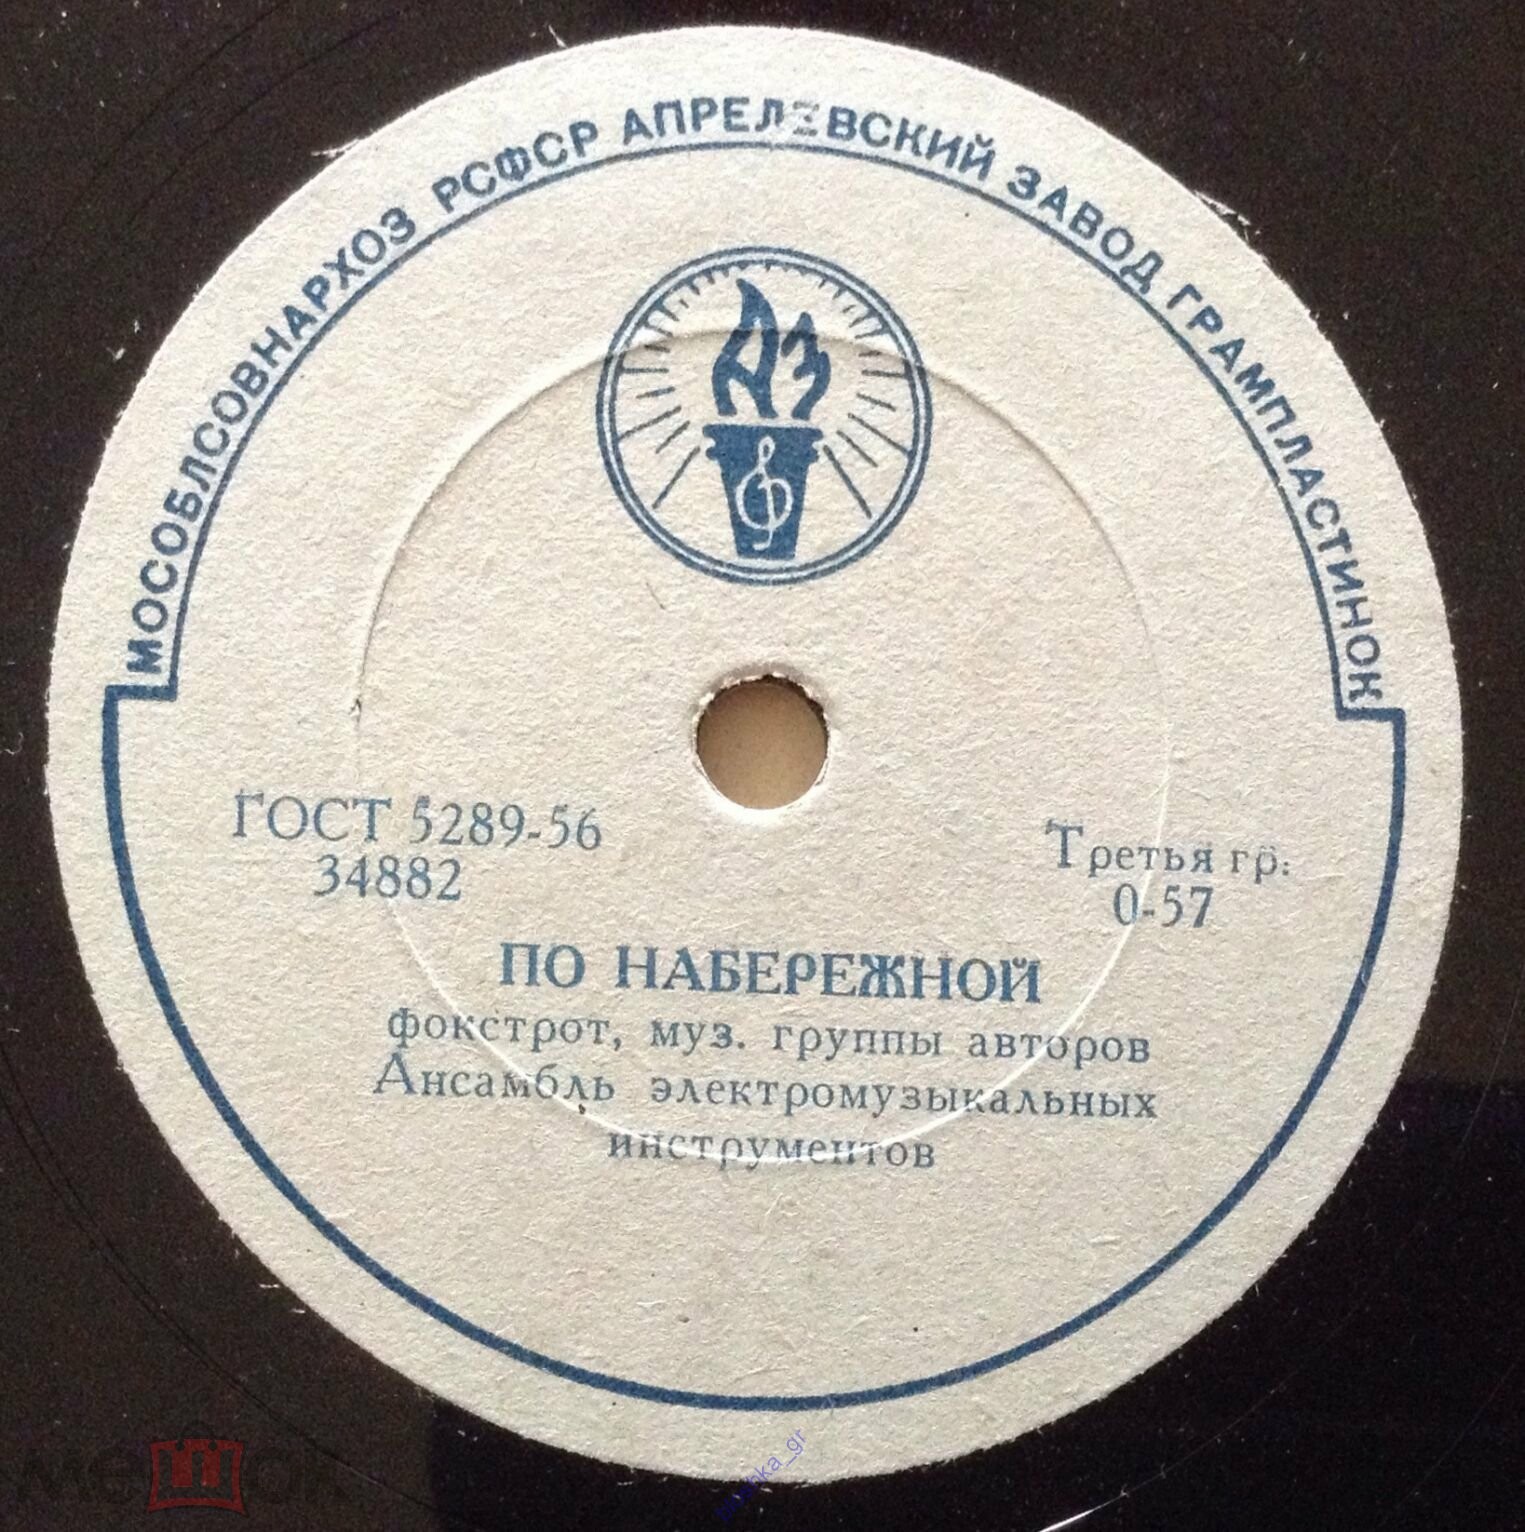 МОСОБЛСОВНАРХОЗ РСФСР АПРЕЛЕВСКИЙ ЗАВОД ГРАМПЛАСТИНОК
ГОСТ 5289-56
34882
Третья гр.
0-57
ПО НАБЕРЕЖНОЙ
фокстрот, муз. группы авторов
Ансамбль электромузыкальных
инструментов
мешок